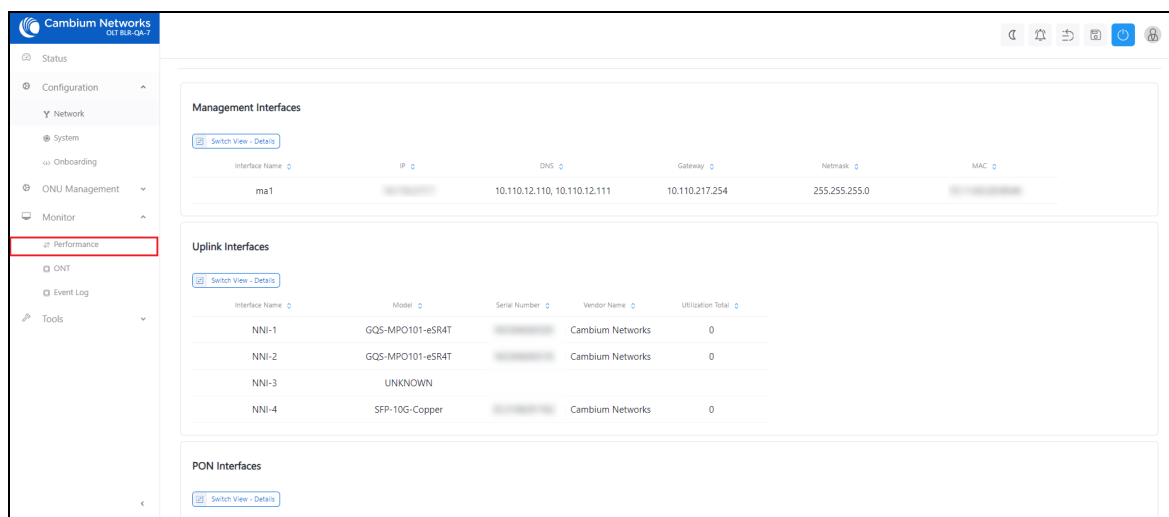 Cambium Networks
OLT BLR-QA-7
Status
Configuration
Network
System
Onboarding
ONU Management
Monitor
Performance
ONT
Event Log
Tools
Management Interfaces
Switch View - Details
Interface Name IP DNS Gateway Netmask MAC
ma1 10.110.12.110, 10.110.12.111 10.110.217.254 255.255.255.0
Uplink Interfaces
Switch View - Details
Interface Name Model Serial Number Vendor Name Utilization Total
NNI-1 GQS-MPO101-eSR4T Cambium Networks 0
NNI-2 GQS-MPO101-eSR4T Cambium Networks 0
NNI-3 UNKNOWN
NNI-4 SFP-10G-Copper Cambium Networks 0
PON Interfaces
Switch View - Details